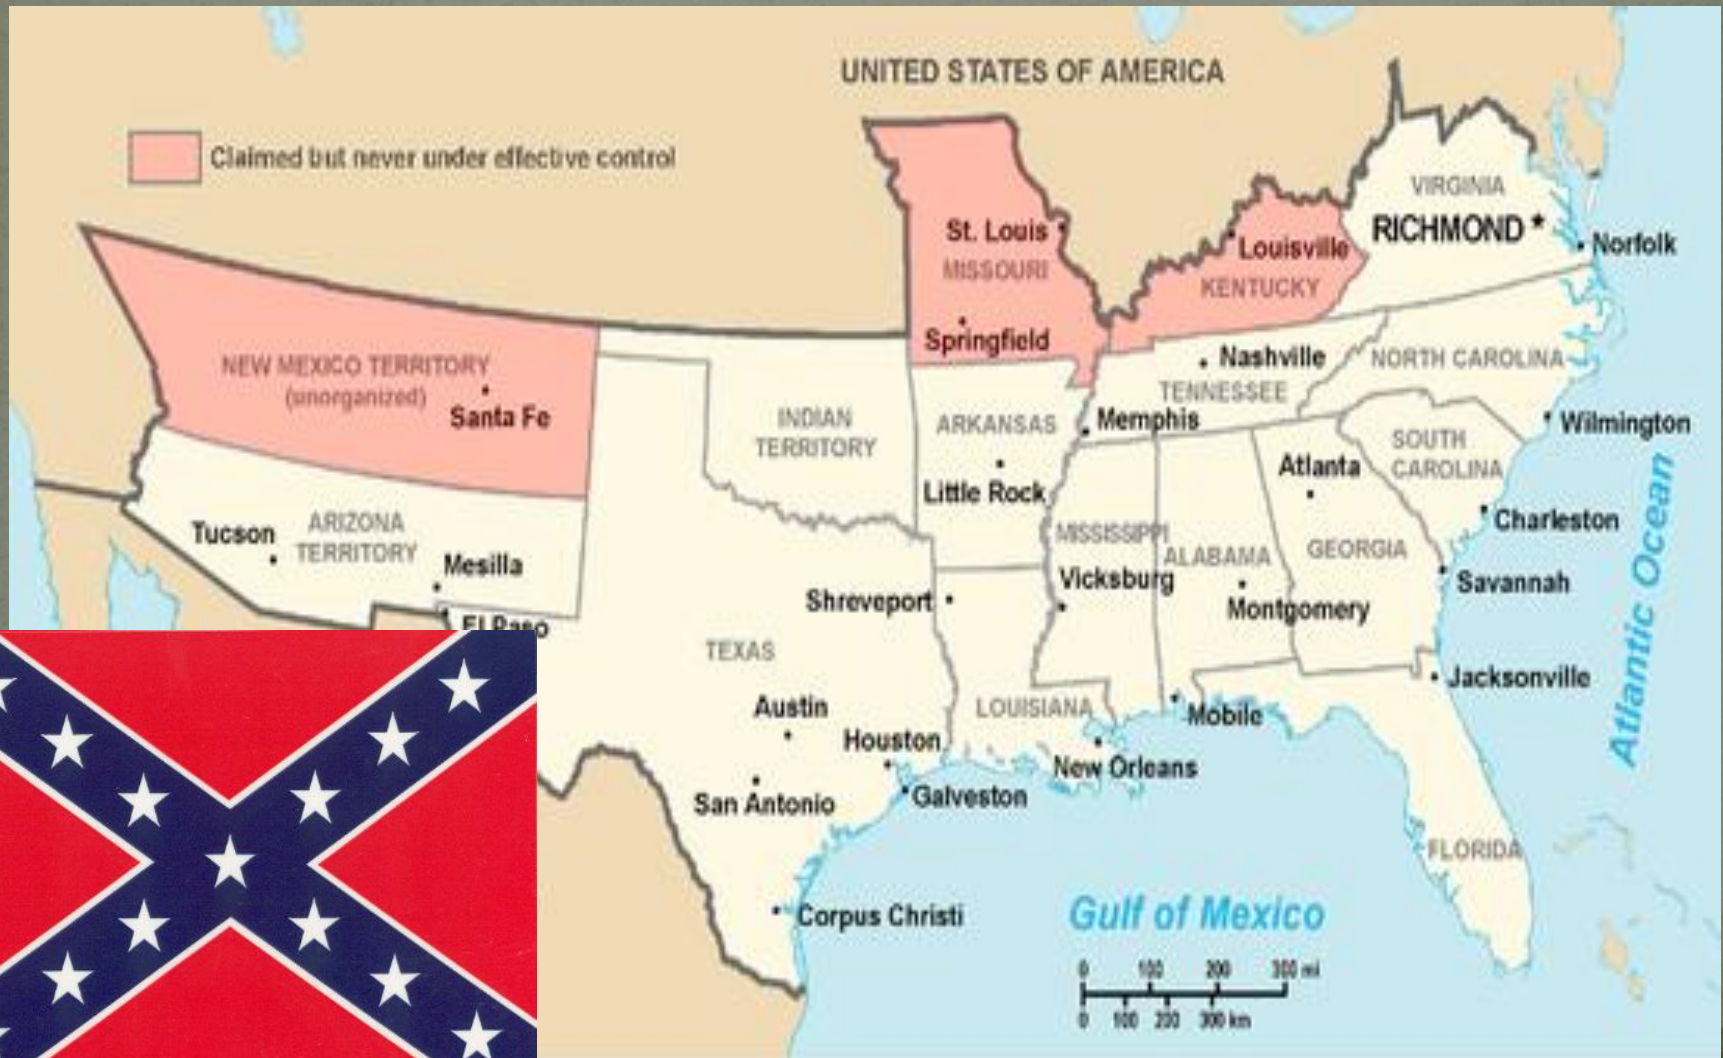 UNITED STATES OF AMERICA
Claimed but never under effective control
VIRGINIA
RICHMOND
Norfolk
St. Louis
MISSOURI
Springfield
Louisville
KENTUCKY
NEW MEXICO TERRITORY
(unorganized)
Santa Fe
INDIAN
TERRITORY
ARKANSAS
Little Rock
Nashville
TENNESSEE
Memphis
NORTH CAROLINA
Wilmington
SOUTH
CAROLINA
Charleston
Atlanta
GEORGIA
Savannah
Tucson
ARIZONA
TERRITORY
Mesilla
El Paso
MISSISSIPPI
Vicksburg
ALABAMA
Montgomery
Shreveport
TEXAS
Austin
Houston
San Antonio
Galveston
LOUISIANA
New Orleans
Mobile
Jacksonville
Atlantic Ocean
FLORIDA
Corpus Christi
Gulf of Mexico
0 100 200 300 mi
0 100 200 300 km